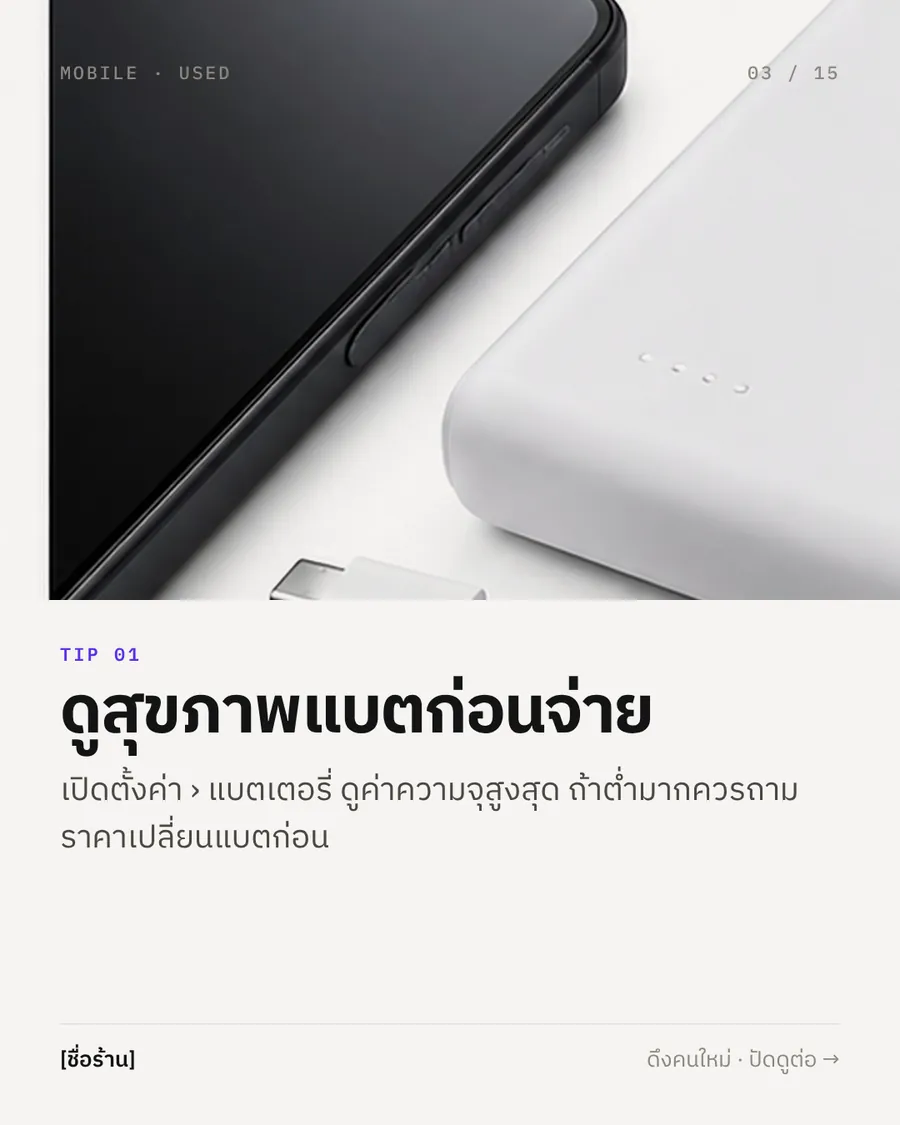 MOBILE · USED
03 / 15
TIP 01
ดูสุขภาพแบตก่อนจ่าย
เปิดตั้งค่า › แบตเตอรี่ ดูค่าความจุสูงสุด ถ้าต่ำมากควรถาม
ราคาเปลี่ยนแบตก่อน
[ชื่อร้าน]
ดึงคนใหม่ · ปัดดูต่อ →